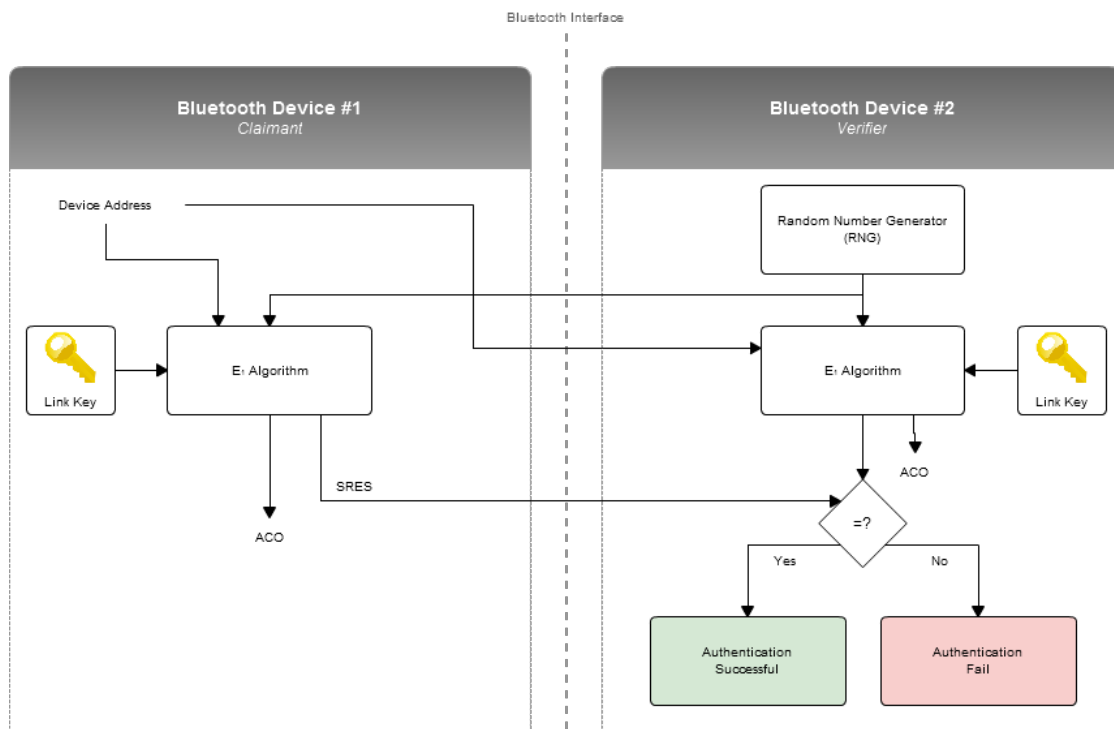 Bluetooth Interface
Bluetooth Device #1
Claimant
Bluetooth Device #2
Verifier
Device Address
Random Number Generator
(RNG)
Link Key
E₁ Algorithm
E₁ Algorithm
Link Key
SRES
ACO
ACO
=?
Yes
No
Authentication
Successful
Authentication
Fail